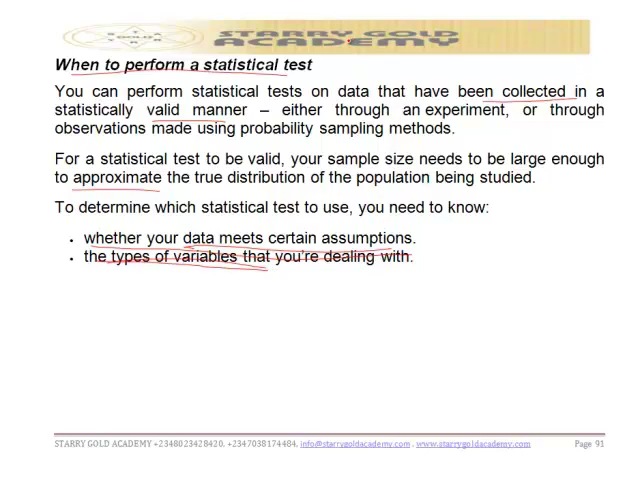 STARRY GOLD
ACADEMY
When to perform a statistical test
You can perform statistical tests on data that have been collected in a
statistically valid manner – either through an experiment, or through
observations made using probability sampling methods.
For a statistical test to be valid, your sample size needs to be large enough
to approximate the true distribution of the population being studied.
To determine which statistical test to use, you need to know:
• whether your data meets certain assumptions.
• the types of variables that you're dealing with.
STARRY GOLD ACADEMY +2348023428420, +2347038174484, info@starrygoldacademy.com , www.starrygoldacademy.com Page 91